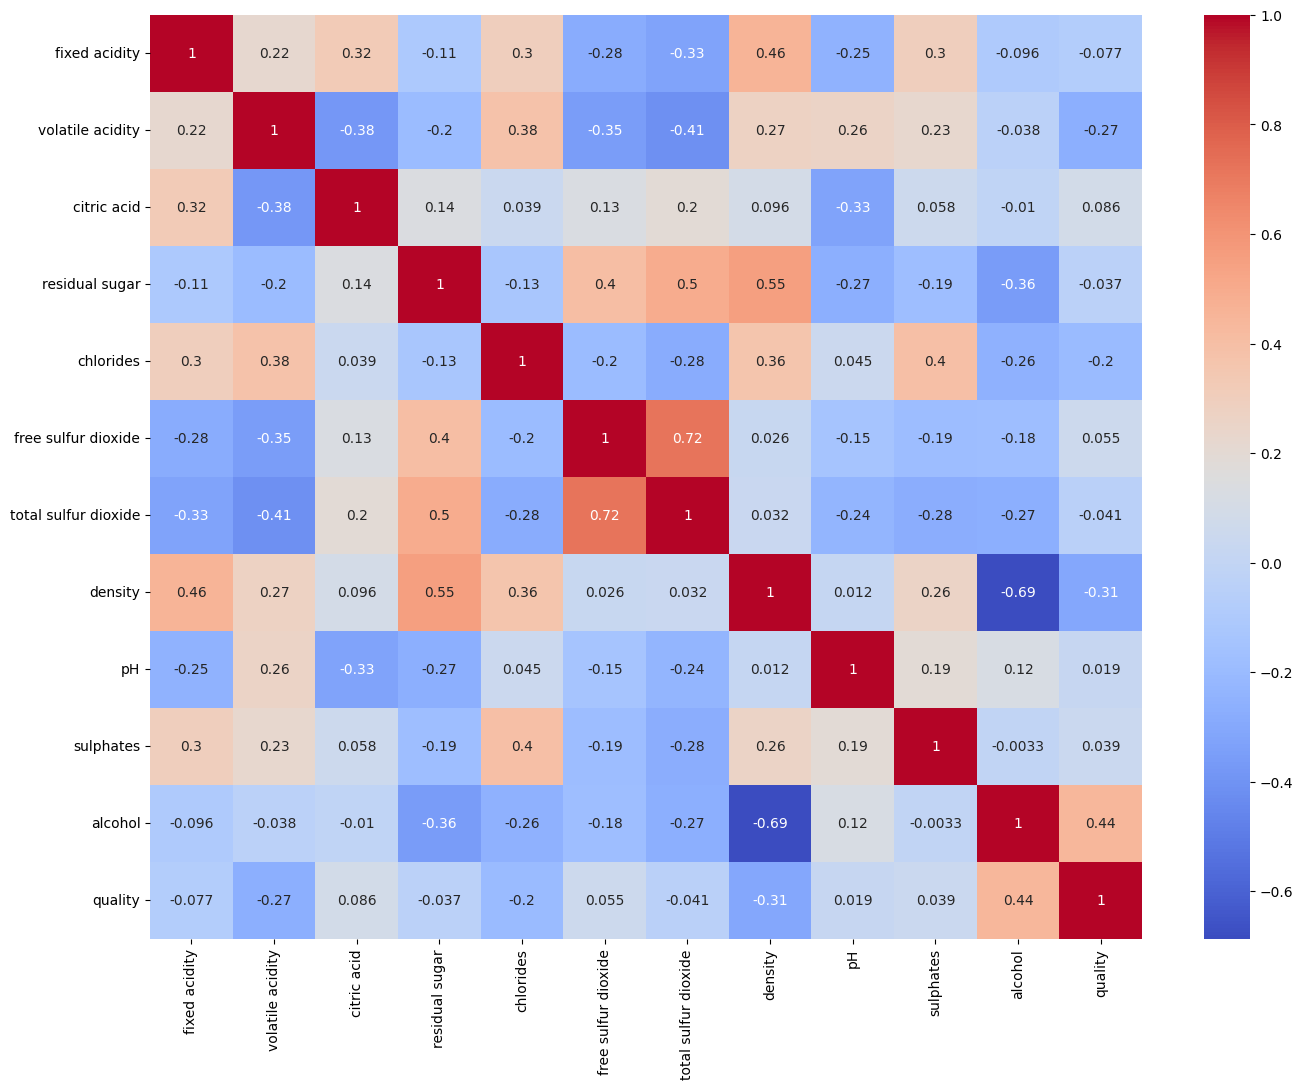 fixed acidity 1 0.22 0.32 -0.11 0.3 -0.28 -0.33 0.46 -0.25 0.3 -0.096 -0.077
volatile acidity 0.22 1 -0.38 -0.2 0.38 -0.35 -0.41 0.27 0.26 0.23 -0.038 -0.27
citric acid 0.32 -0.38 1 0.14 0.039 0.13 0.2 0.096 -0.33 0.058 -0.01 0.086
residual sugar -0.11 -0.2 0.14 1 -0.13 0.4 0.5 0.55 -0.27 -0.19 -0.36 -0.037
chlorides 0.3 0.38 0.039 -0.13 1 -0.2 -0.28 0.36 0.045 0.4 -0.26 -0.2
free sulfur dioxide -0.28 -0.35 0.13 0.4 -0.2 1 0.72 0.026 -0.15 -0.19 -0.18 0.055
total sulfur dioxide -0.33 -0.41 0.2 0.5 -0.28 0.72 1 0.032 -0.24 -0.28 -0.27 -0.041
density 0.46 0.27 0.096 0.55 0.36 0.026 0.032 1 0.012 0.26 -0.69 -0.31
pH -0.25 0.26 -0.33 -0.27 0.045 -0.15 -0.24 0.012 1 0.19 0.12 0.019
sulphates 0.3 0.23 0.058 -0.19 0.4 -0.19 -0.28 0.26 0.19 1 -0.0033 0.039
alcohol -0.096 -0.038 -0.01 -0.36 -0.26 -0.18 -0.27 -0.69 0.12 -0.0033 1 0.44
quality -0.077 -0.27 0.086 -0.037 -0.2 0.055 -0.041 -0.31 0.019 0.039 0.44 1
fixed acidity
volatile acidity
citric acid
residual sugar
chlorides
free sulfur dioxide
total sulfur dioxide
density
pH
sulphates
alcohol
quality
1.0
0.8
0.6
0.4
0.2
0.0
−0.2
−0.4
−0.6